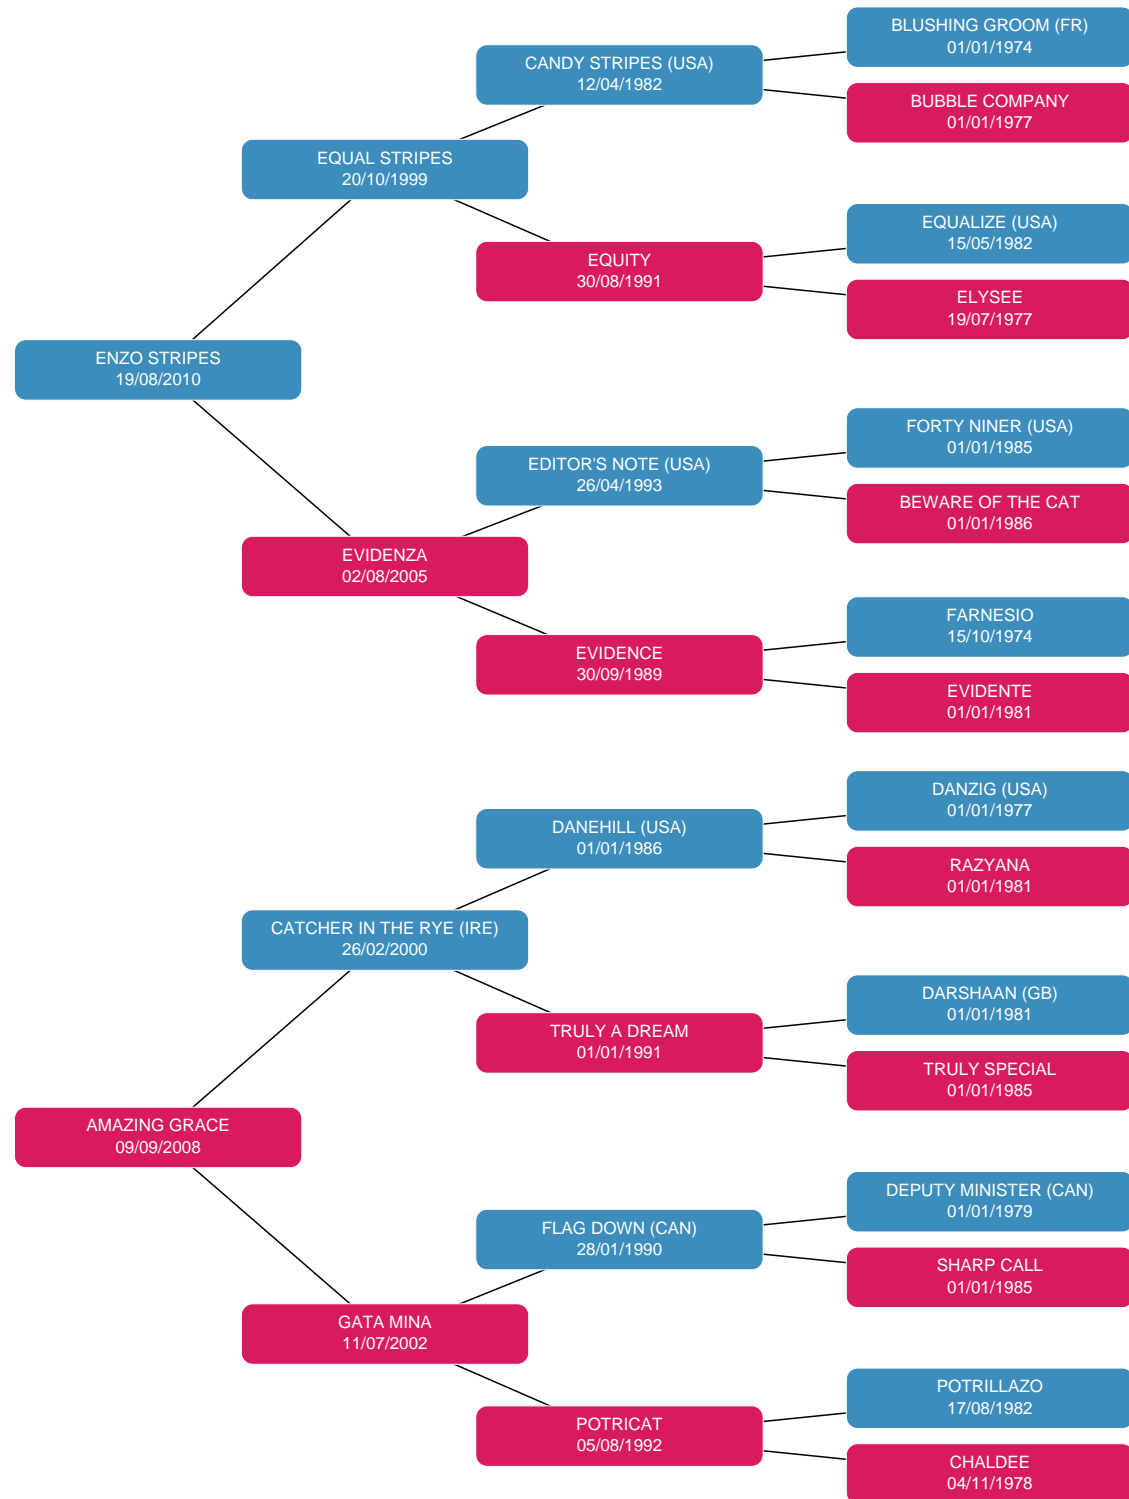 BLUSHING GROOM (FR)
01/01/1974
CANDY STRIPES (USA)
12/04/1982
BUBBLE COMPANY
01/01/1977
EQUAL STRIPES
20/10/1999
EQUALIZE (USA)
15/05/1982
EQUITY
30/08/1991
ELYSEE
19/07/1977
ENZO STRIPES
19/08/2010
FORTY NINER (USA)
01/01/1985
EDITOR'S NOTE (USA)
26/04/1993
BEWARE OF THE CAT
01/01/1986
EVIDENZA
02/08/2005
FARNESIO
15/10/1974
EVIDENCE
30/09/1989
EVIDENTE
01/01/1981
DANZIG (USA)
01/01/1977
DANEHILL (USA)
01/01/1986
RAZYANA
01/01/1981
CATCHER IN THE RYE (IRE)
26/02/2000
DARSHAAN (GB)
01/01/1981
TRULY A DREAM
01/01/1991
TRULY SPECIAL
01/01/1985
AMAZING GRACE
09/09/2008
DEPUTY MINISTER (CAN)
01/01/1979
FLAG DOWN (CAN)
28/01/1990
SHARP CALL
01/01/1985
GATA MINA
11/07/2002
POTRILLAZO
17/08/1982
POTRICAT
05/08/1992
CHALDEE
04/11/1978